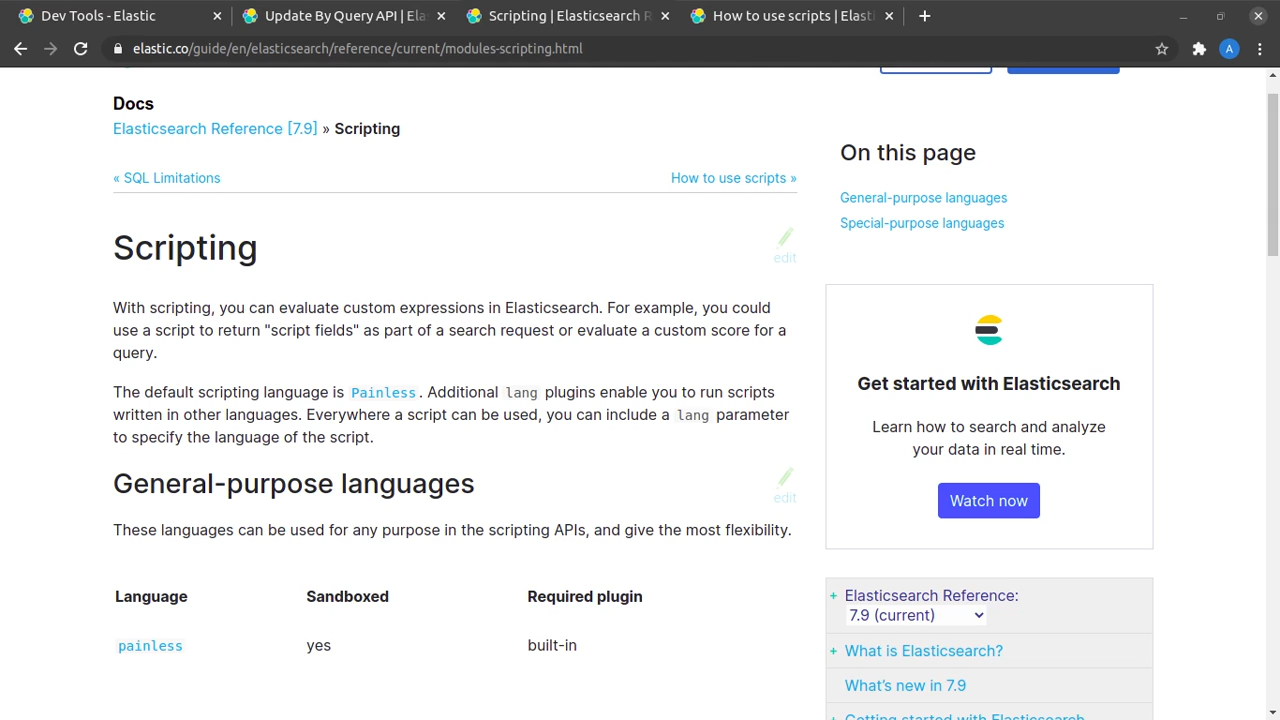 Dev Tools - Elastic
Update By Query API | Ela
Scripting | Elasticsearch R
How to use scripts | Elasti
elastic.co/guide/en/elasticsearch/reference/current/modules-scripting.html
A
Docs
Elasticsearch Reference [7.9] » Scripting
« SQL Limitations
How to use scripts »
Scripting
edit
With scripting, you can evaluate custom expressions in Elasticsearch. For example, you could
use a script to return "script fields" as part of a search request or evaluate a custom score for a
query.
The default scripting language is Painless. Additional lang plugins enable you to run scripts
written in other languages. Everywhere a script can be used, you can include a lang parameter
to specify the language of the script.
General-purpose languages
edit
These languages can be used for any purpose in the scripting APIs, and give the most flexibility.
Language Sandboxed Required plugin
painless yes built-in
On this page
General-purpose languages
Special-purpose languages
Get started with Elasticsearch
Learn how to search and analyze
your data in real time.
Watch now
+ Elasticsearch Reference:
7.9 (current)
+ What is Elasticsearch?
What's new in 7.9
+ Getting started with Elasticsearch